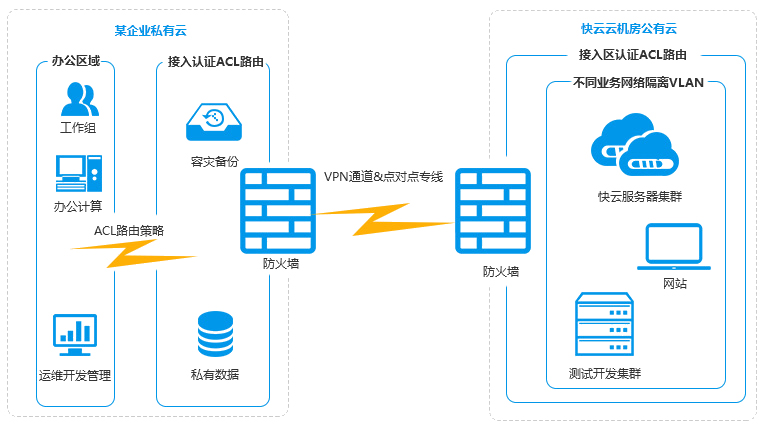 某企业私有云
办公区域
工作组
办公计算
ACL路由策略
运维开发管理
接入认证ACL路由
容灾备份
防火墙
私有数据
VPN通道&点对点专线
快云云机房公有云
接入区认证ACL路由
不同业务网络隔离VLAN
快云服务器集群
防火墙
网站
测试开发集群